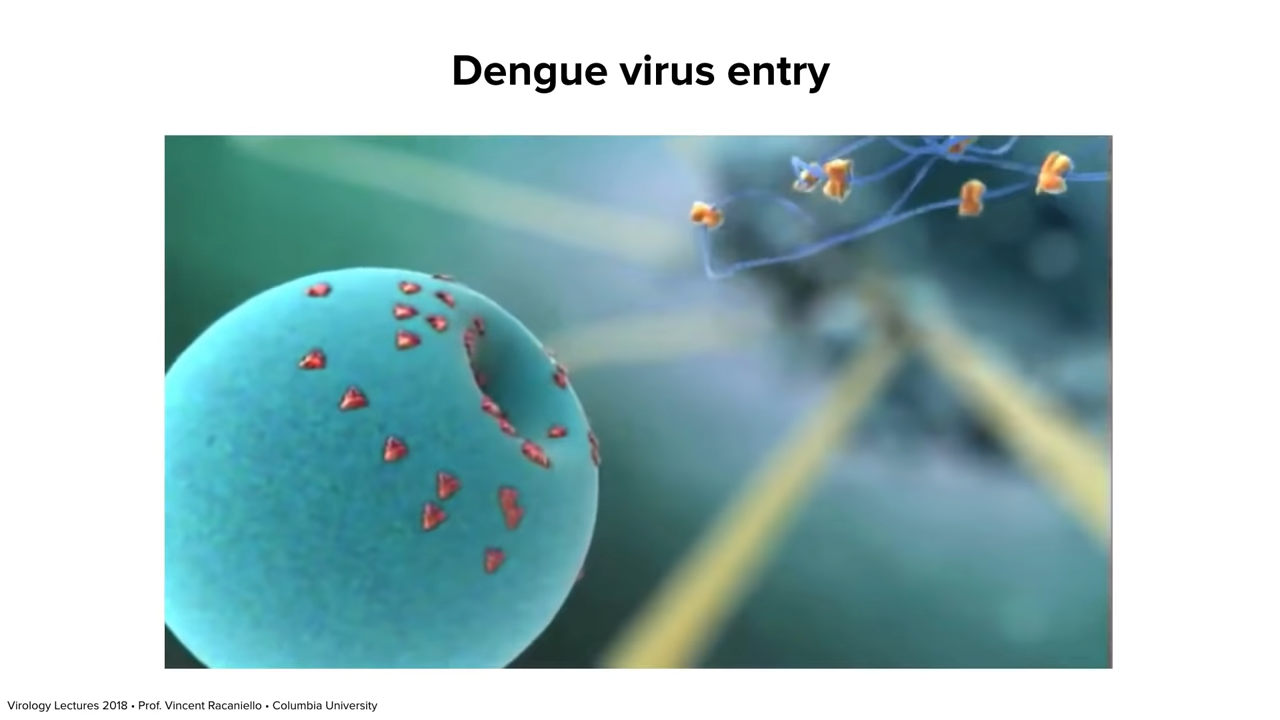 Dengue virus entry
Virology Lectures 2018 • Prof. Vincent Racaniello • Columbia University